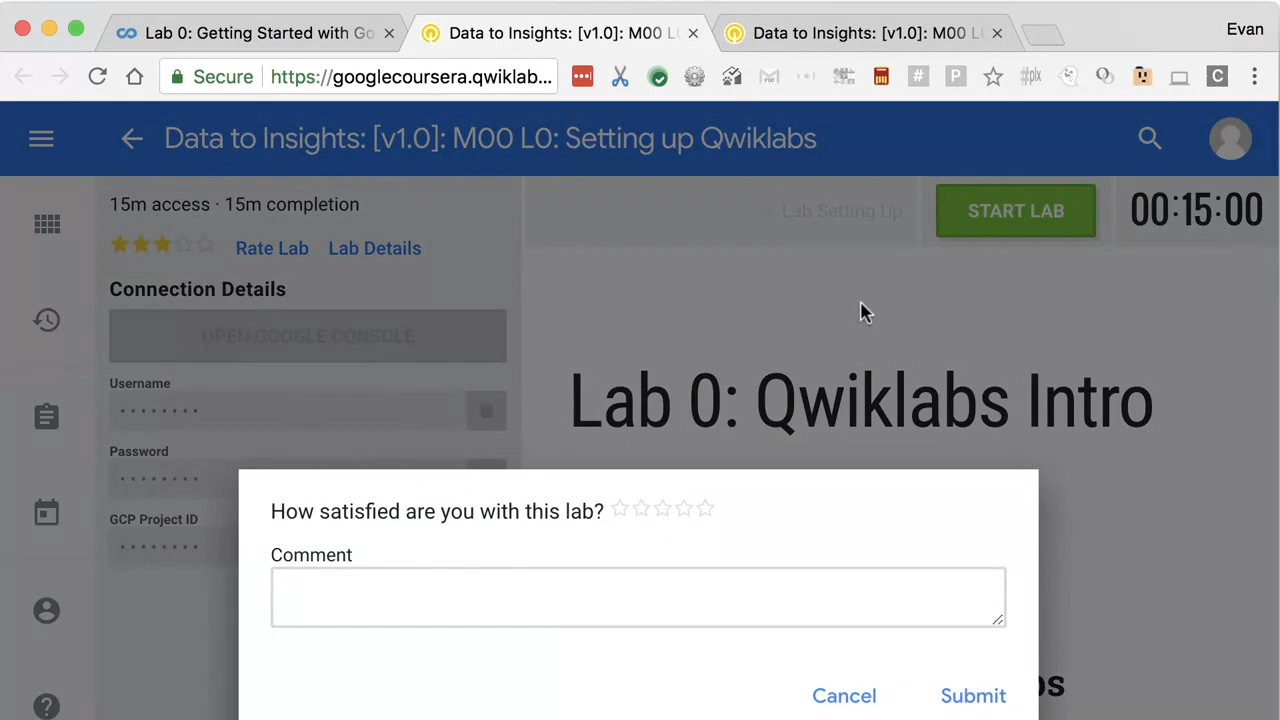 Lab 0: Getting Started with Go
Data to Insights: [v1.0]: M00 L
Data to Insights: [v1.0]: M00 L
Evan
Secure
https://googlecoursera.qwiklab...
#
P
#plx
C
Data to Insights: [v1.0]: M00 L0: Setting up Qwiklabs
15m access · 15m completion
Lab Setting Up
START LAB
00:15:00
Rate Lab
Lab Details
Connection Details
OPEN GOOGLE CONSOLE
Username
Lab 0: Qwiklabs Intro
Password
GCP Project ID
How satisfied are you with this lab?
Comment
Cancel
Submit
bs